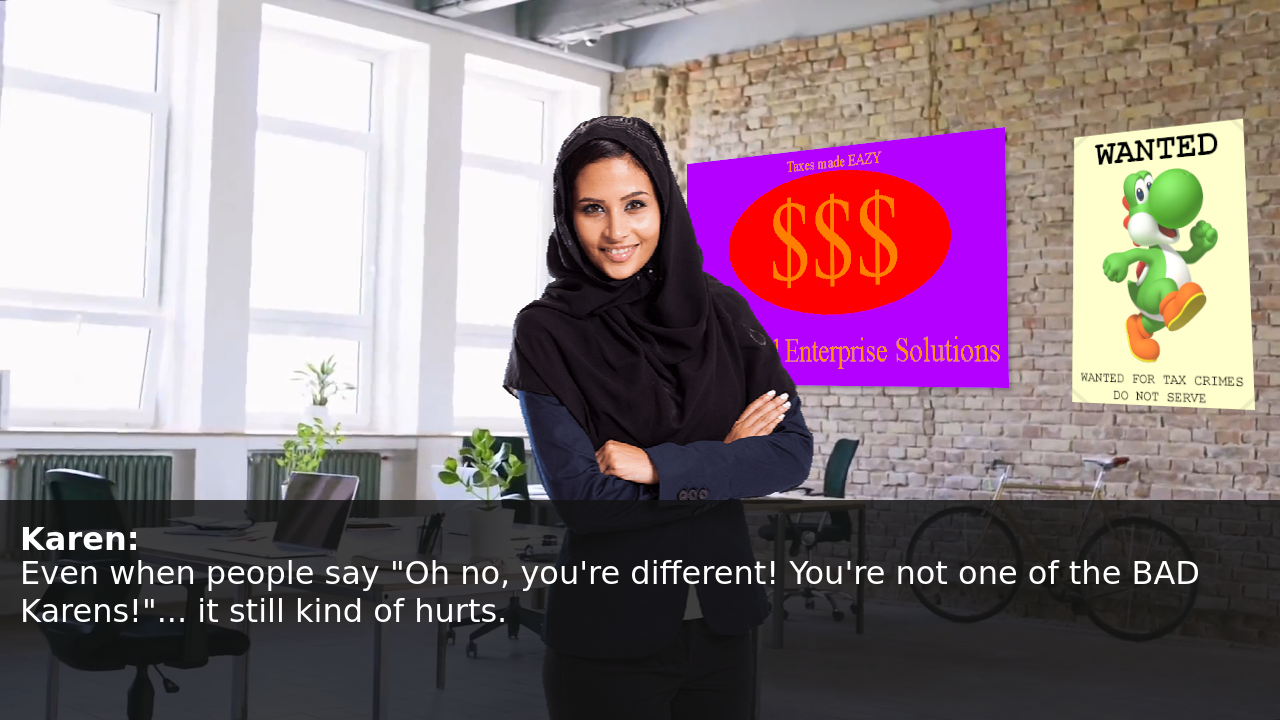 Taxes made EAZY
$$$
Enterprise Solutions
WANTED
WANTED FOR TAX CRIMES
DO NOT SERVE
Karen:
Even when people say "Oh no, you're different! You're not one of the BAD
Karens!"... it still kind of hurts.